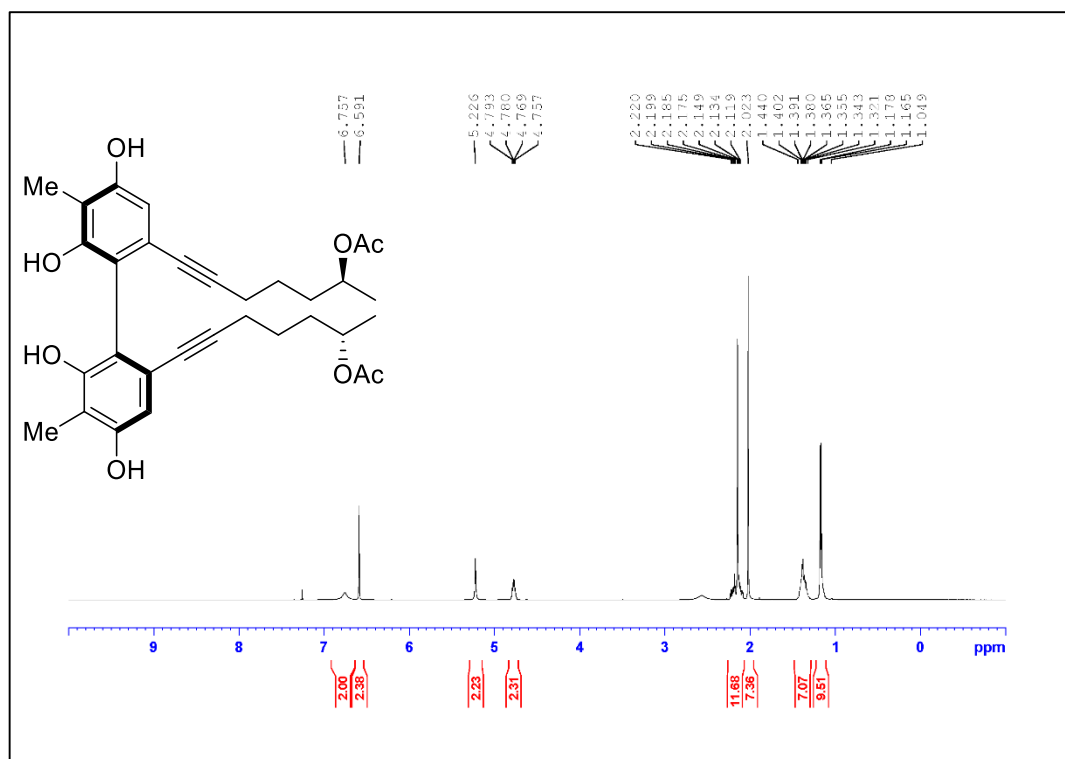 6.757
6.591
5.226
4.793
4.780
4.769
4.757
2.220
2.199
2.185
2.175
2.149
2.134
2.119
2.023
1.440
1.402
1.391
1.380
1.365
1.355
1.343
1.321
1.178
1.165
1.049
OH
Me
HO
OAc
HO
OAc
Me
OH
9 8 7 6 5 4 3 2 1 0 ppm
2.00 2.38 2.23 2.31 11.68 7.36 7.07 9.51